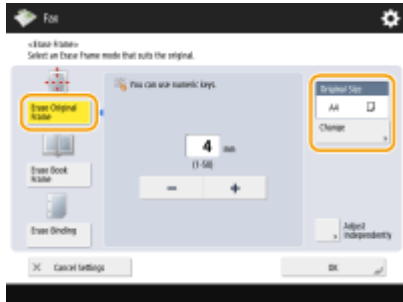 Fax
<Erase Frame>
Select an Erase Frame mode that suits the original.
Erase Original
Frame
You can use numeric keys.
Original Size
A4
Change
4 mm
(1-50)
Erase Book
Frame
− +
Erase Binding
Adjust
Independently
× Cancel Settings
OK